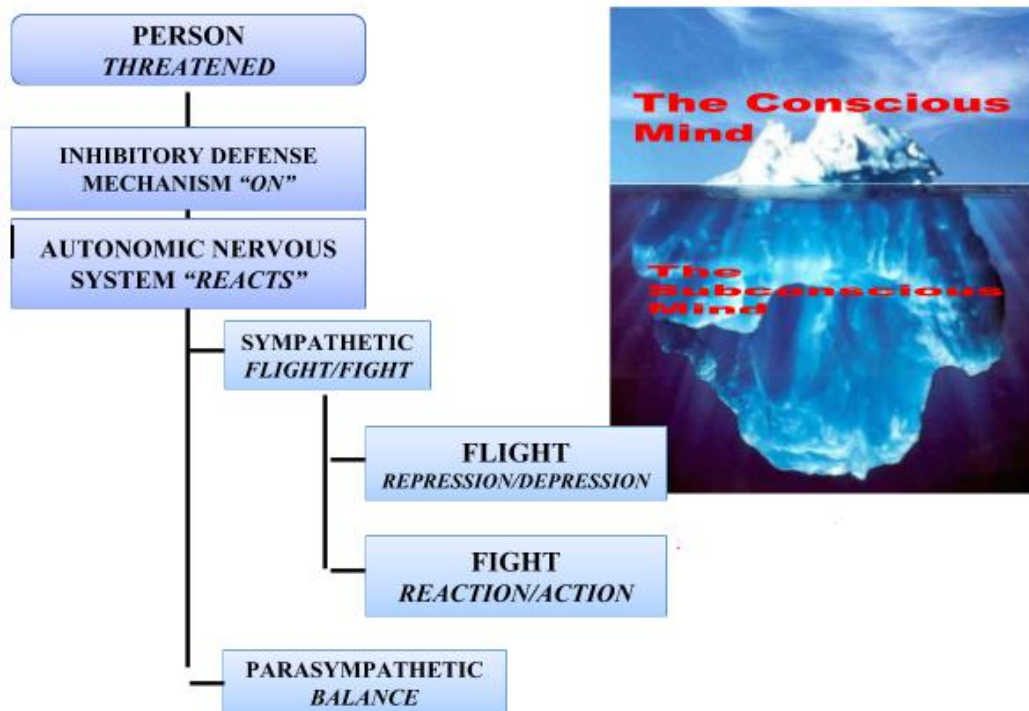 PERSON
THREATENED
INHIBITORY DEFENSE
MECHANISM “ON”
AUTONOMIC NERVOUS
SYSTEM “REACTS”
SYMPATHETIC
FLIGHT/FIGHT
FLIGHT
REPRESSION/DEPRESSION
FIGHT
REACTION/ACTION
PARASYMPATHETIC
BALANCE
The Conscious
Mind
The
Subconscious
Mind